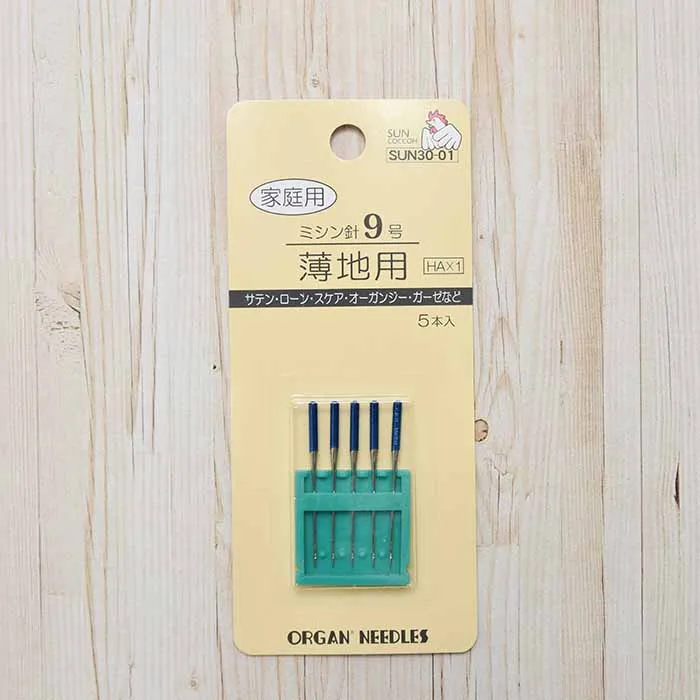 SUN
COCCOH
SUN30-01
家庭用
ミシン針 9号
薄地用 HA×1
サテン・ローン・スケア・オーガンジー・ガーゼなど
5本入
ORGAN® NEEDLES